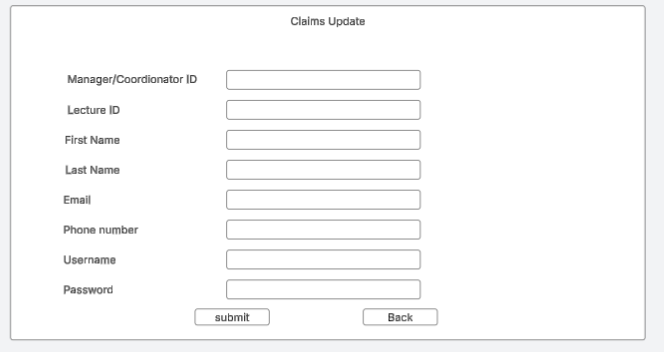 Claims Update
Manager/Coordionator ID
Lecture ID
First Name
Last Name
Email
Phone number
Username
Password
submit Back